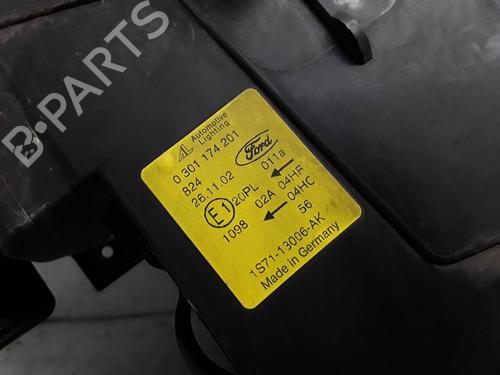 B-PARTS
AL Automotive Lighting
0 301 174 201
B24
26.11.02
Ford
E1 20PL 011a
02A 04HF
1098 04HC
56
1S71-13006-AK
Made in Germany